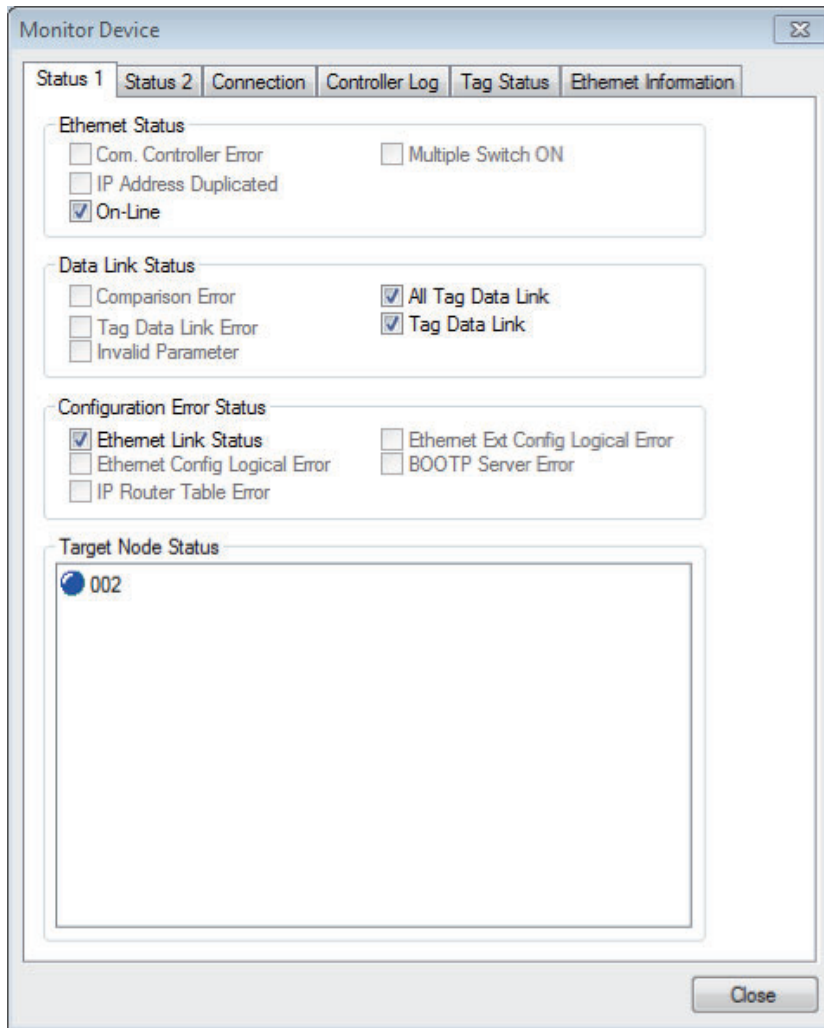 Monitor Device
Status 1 Status 2 Connection Controller Log Tag Status Ethernet Information
Ethernet Status
Com. Controller Error Multiple Switch ON
IP Address Duplicated
On-Line
Data Link Status
Comparison Error All Tag Data Link
Tag Data Link Error Tag Data Link
Invalid Parameter
Configuration Error Status
Ethernet Link Status Ethernet Ext Config Logical Error
Ethernet Config Logical Error BOOTP Server Error
IP Router Table Error
Target Node Status
002
Close